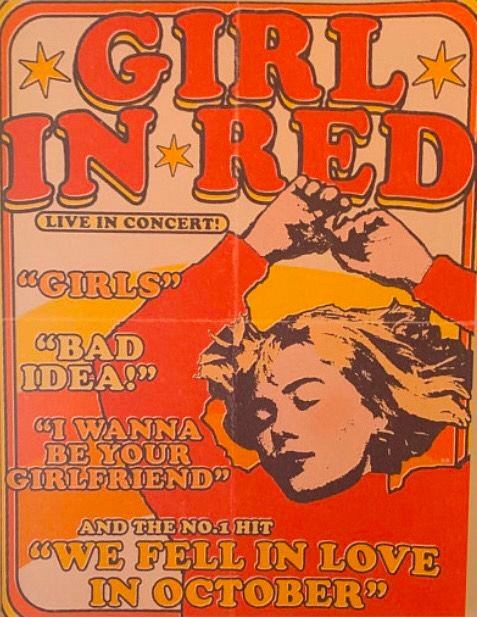 GIRL
IN RED
LIVE IN CONCERT!
“GIRLS”
“BAD
IDEA!”
“I WANNA
BE YOUR
GIRLFRIEND”
AND THE NO.1 HIT
“WE FELL IN LOVE
IN OCTOBER”